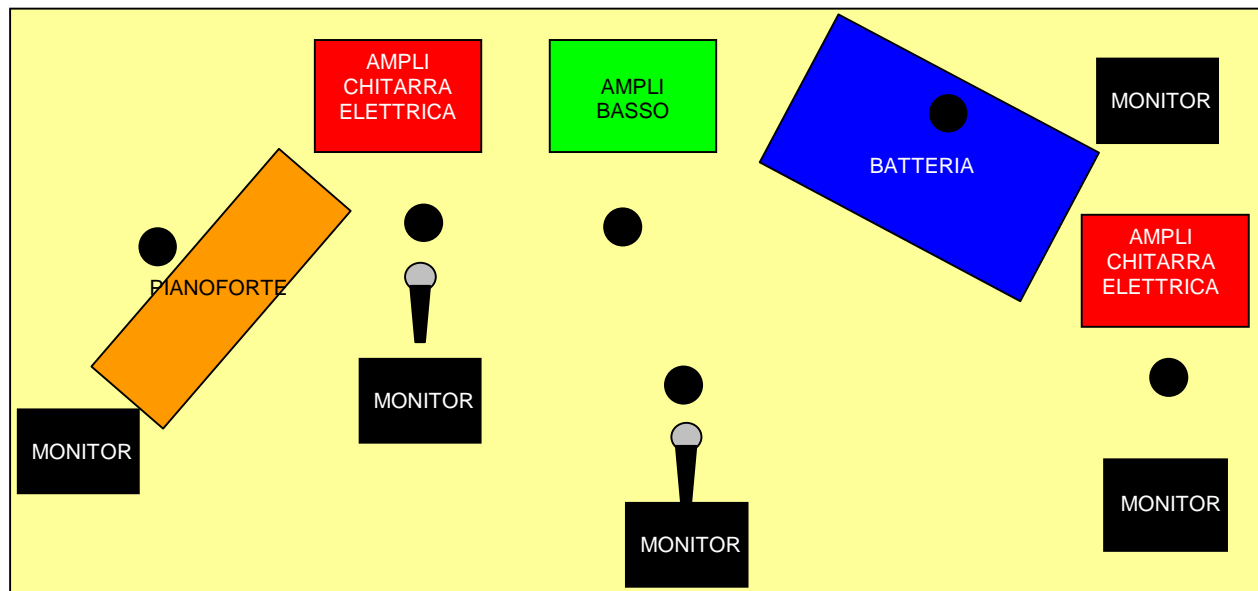 AMPLI
CHITARRA
ELETTRICA
AMPLI
BASSO
MONITOR
BATTERIA
AMPLI
CHITARRA
ELETTRICA
PIANOFORTE
MONITOR
MONITOR
MONITOR
MONITOR